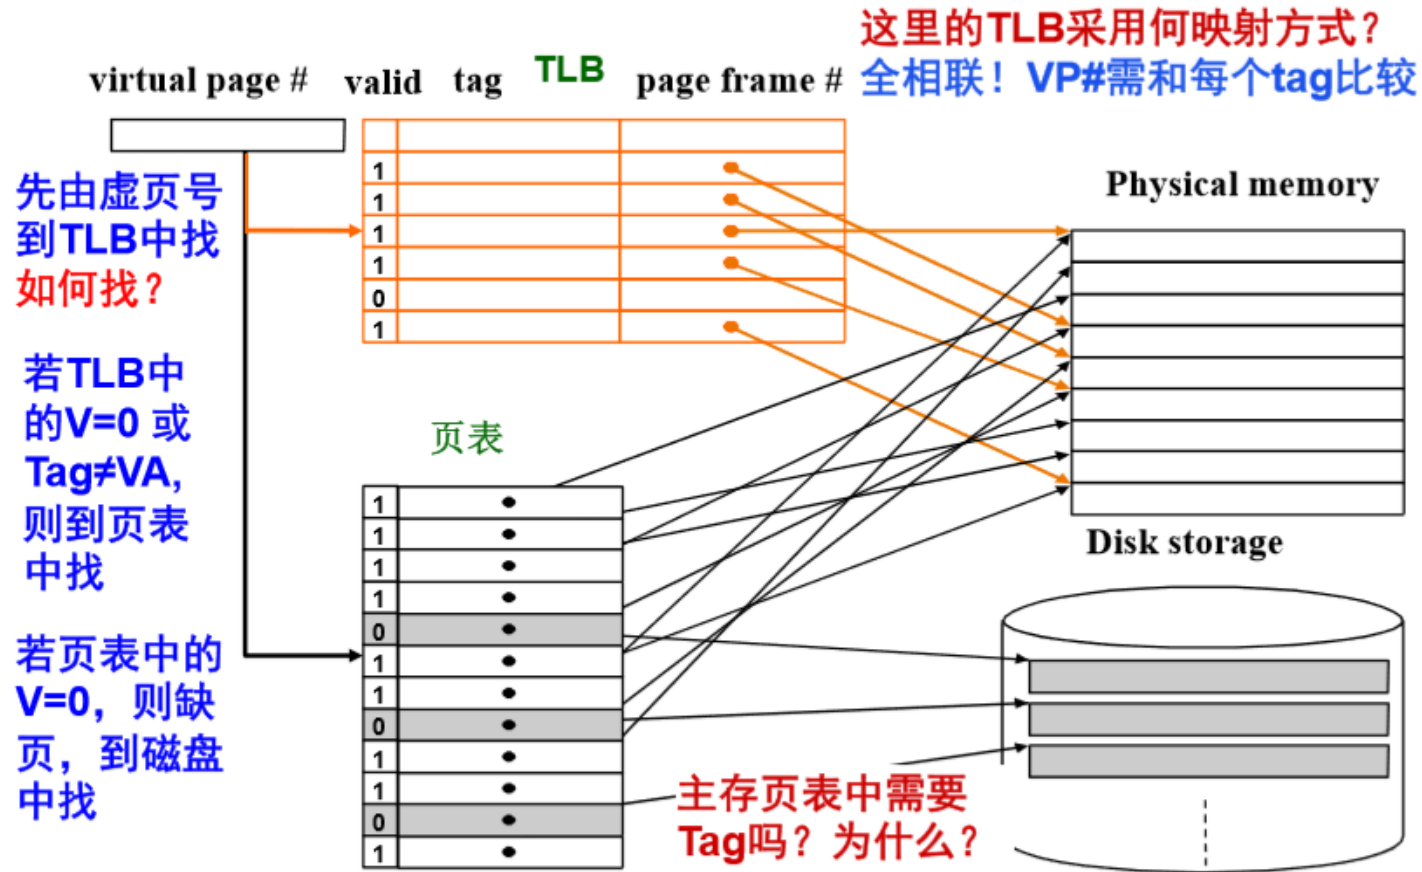 这里的TLB采用何映射方式？
全相联！VP#需和每个tag比较
virtual page #
valid
tag
TLB
page frame #
1
1
1
1
0
1
先由虚页号
到TLB中找
如何找？
Physical memory
若TLB中
的V=0 或
Tag≠VA,
则到页表
中找
页表
1
1
1
1
0
1
1
0
1
1
0
1
Disk storage
若页表中的
V=0，则缺
页，到磁盘
中找
主存页表中需要
Tag吗？为什么？